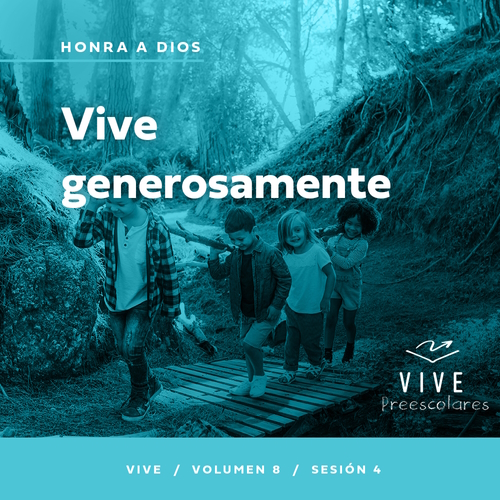 HONRA A DIOS
Vive
generosamente
VIVE
Preescolares
VIVE / VOLUMEN 8 / SESIÓN 4